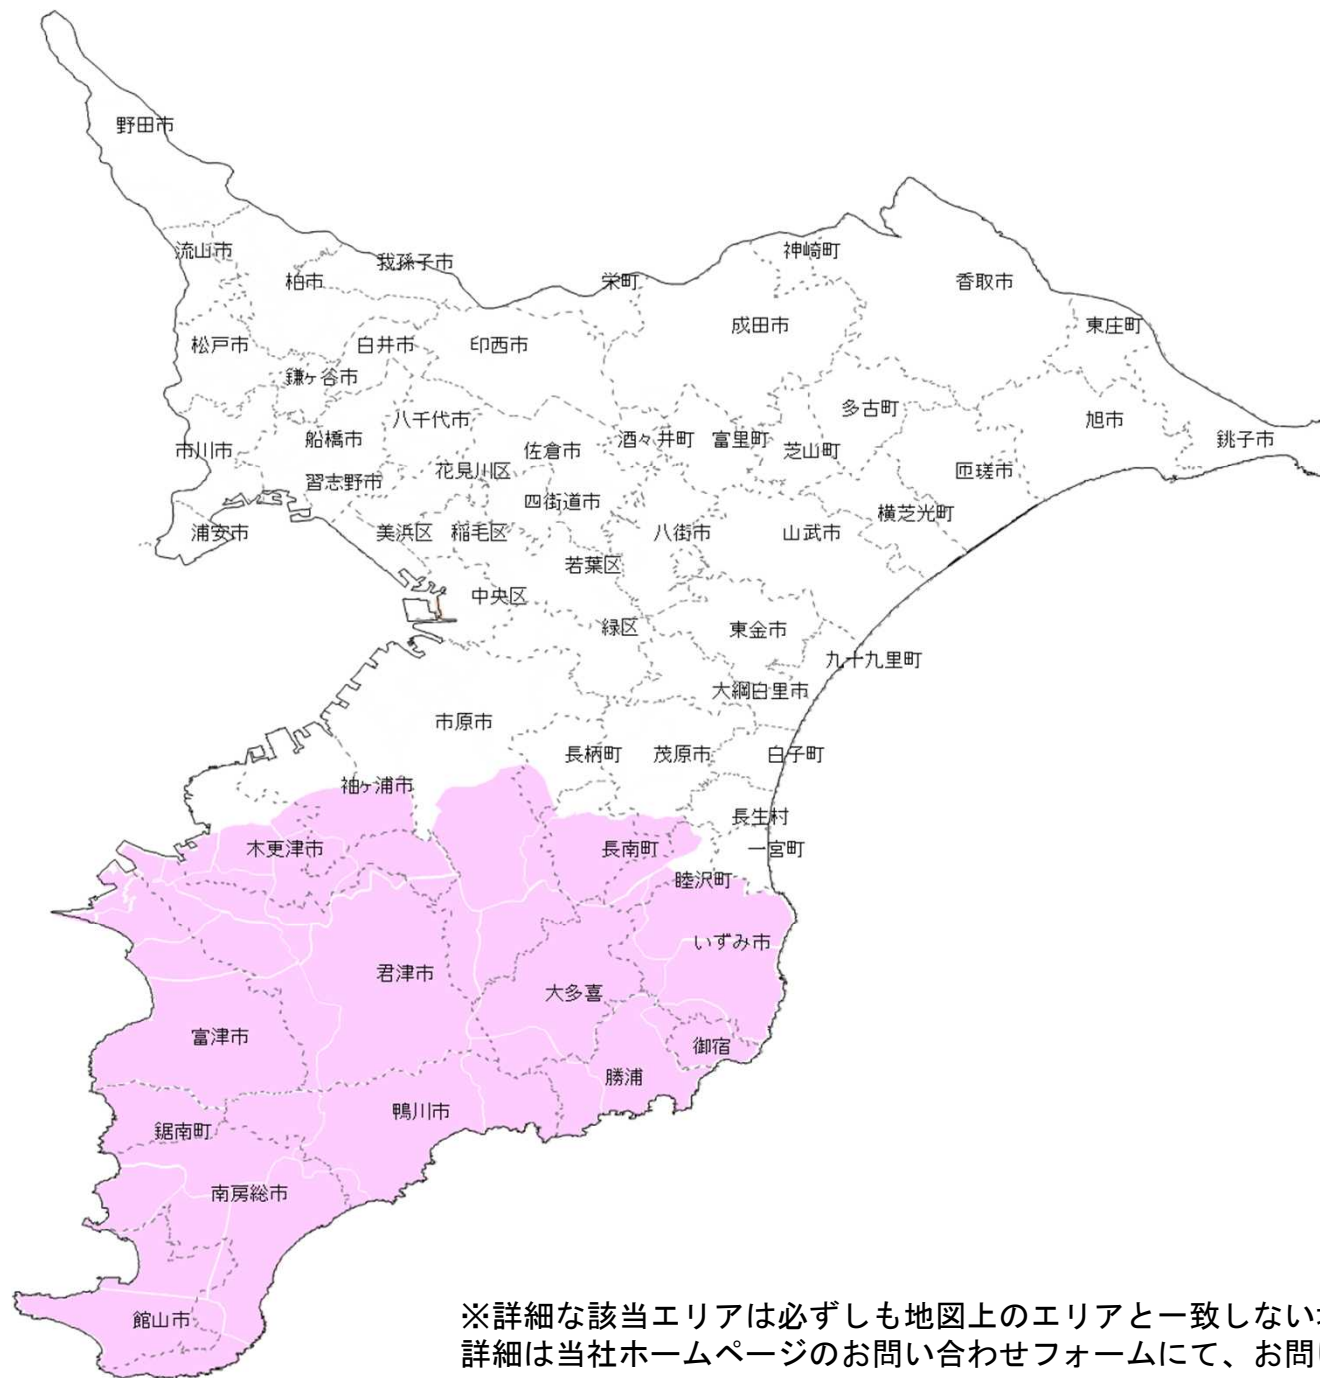 野田市
流山市
我孫子市
柏市
栄町
神崎町
香取市
松戸市
白井市
印西市
成田市
東庄町
鎌ヶ谷市
八千代市
多古町
旭市
市川市
船橋市
佐倉市
酒々井町
富里町
芝山町
銚子市
習志野市
花見川区
四街道市
匝瑳市
浦安市
美浜区
稲毛区
八街市
山武市
横芝光町
若葉区
中央区
緑区
東金市
九十九里町
大綱白里市
市原市
長柄町
茂原市
白子町
袖ヶ浦市
長生村
木更津市
長南町
一宮町
睦沢町
いずみ市
君津市
大多喜
富津市
御宿
勝浦
鴨川市
鋸南町
南房総市
館山市
※詳細な該当エリアは必ずしも地図上のエリアと一致しない
詳細は当社ホームページのお問い合わせフォームにて、お問い